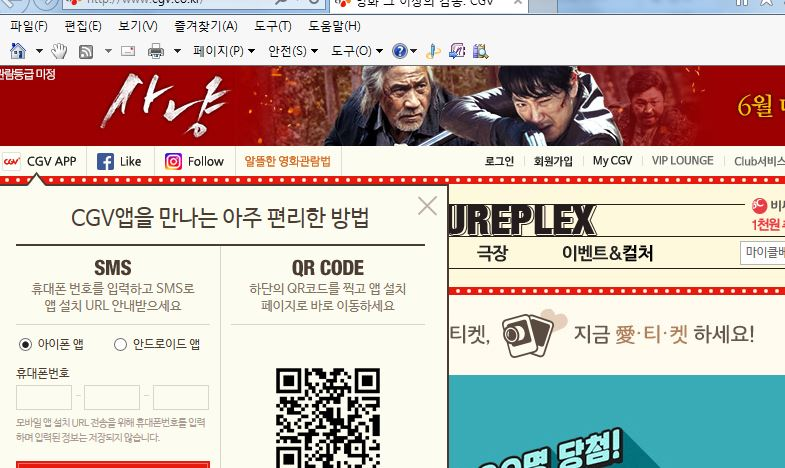 http://www.cgv.co.kr/
영화 그 이상의 감동. CGV
파일(F) 편집(E) 보기(V) 즐겨찾기(A) 도구(T) 도움말(H)
페이지(P) 안전(S) 도구(O)
관람등급 미정
사냥
6월
CGV CGV APP Like Follow 알뜰한 영화관람법 로그인 회원가입 My CGV VIP LOUNGE Club서비스
CGV앱을 만나는 아주 편리한 방법
UREPLEX
1천원
극장 이벤트&컬처
SMS
휴대폰 번호를 입력하고 SMS로
앱 설치 URL 안내받으세요
QR CODE
하단의 QR코드를 찍고 앱 설치
페이지로 바로 이동하세요
티켓, 지금 愛·티·켓 하세요!
아이폰 앱 안드로이드 앱
휴대폰번호
- -
모바일 앱 설치 URL 전송을 위해 휴대폰번호를 입력
하며 입력된 정보는 저장되지 않습니다.
당첨!